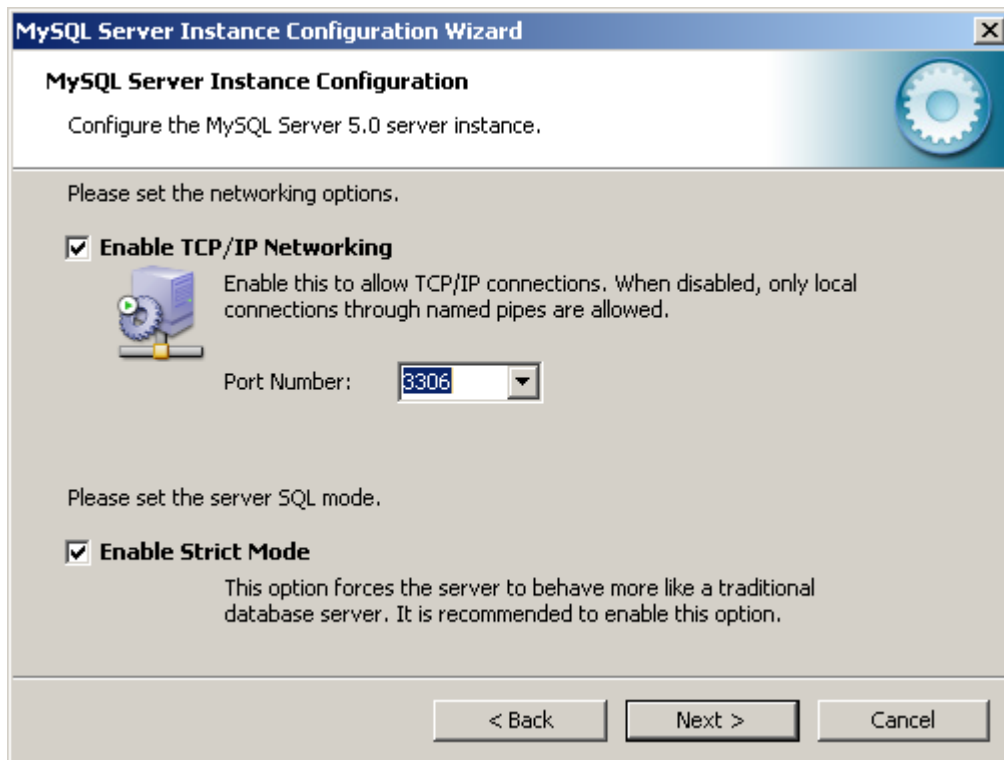 MySQL Server Instance Configuration Wizard
MySQL Server Instance Configuration
Configure the MySQL Server 5.0 server instance.
Please set the networking options.
Enable TCP/IP Networking
Enable this to allow TCP/IP connections. When disabled, only local
connections through named pipes are allowed.
Port Number: 3306
Please set the server SQL mode.
Enable Strict Mode
This option forces the server to behave more like a traditional
database server. It is recommended to enable this option.
< Back Next > Cancel